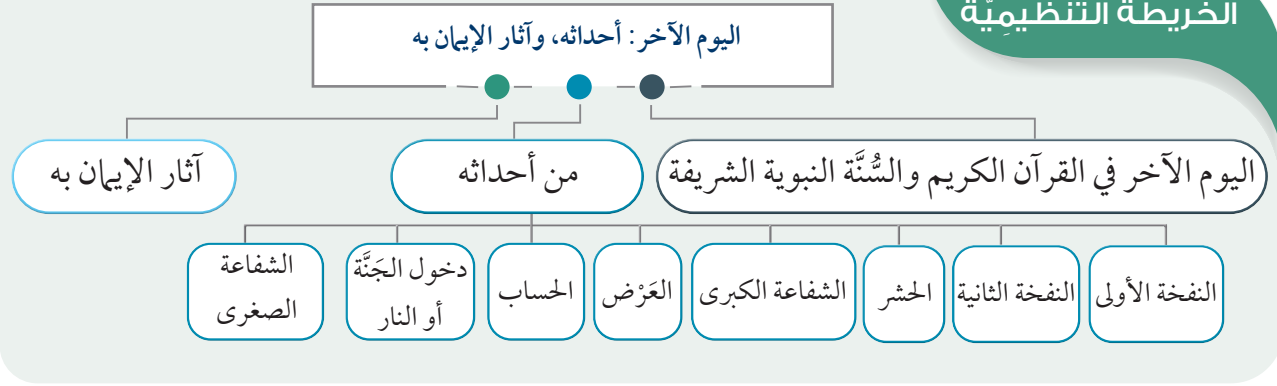 الخريطة التنظيمِيّة
اليوم الآخر: أحداثه، وآثار الإيمان به
اليوم الآخر في القرآن الكريم والسُّنَّة النبوية الشريفة
من أحداثه
آثار الإيمان به
النفخة الأولى
النفخة الثانية
الحشر
الشفاعة الكبرى
العَرْض
الحساب
دخول الجَنَّة
أو النار
الشفاعة
الصغرى